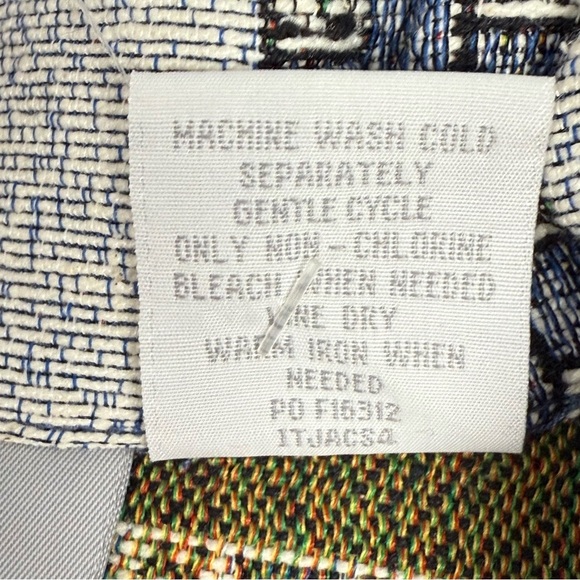 MACHINE WASH COLD
SEPARATELY
GENTLE CYCLE
ONLY NON-CHLORINE
BLEACH WHEN NEEDED
LINE DRY
WARM IRON WHEN
NEEDED
PO F16312
ITJACS4